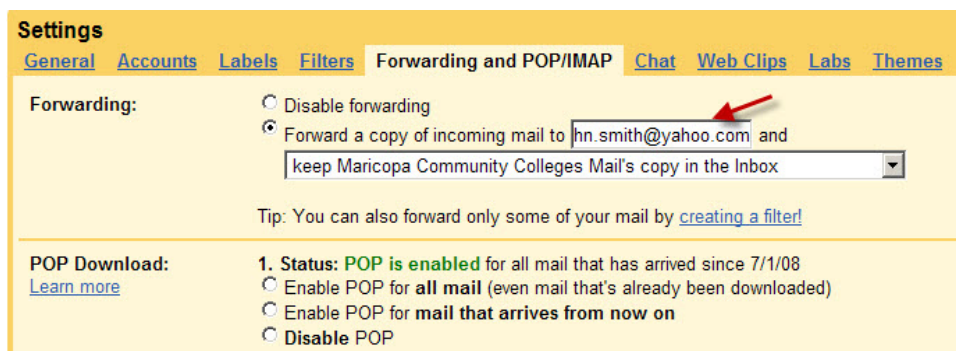 Settings
General Accounts Labels Filters Forwarding and POP/IMAP Chat Web Clips Labs Themes
Forwarding: Disable forwarding
Forward a copy of incoming mail to hn.smith@yahoo.com and
keep Maricopa Community Colleges Mail's copy in the Inbox
Tip: You can also forward only some of your mail by creating a filter!
POP Download: 1. Status: POP is enabled for all mail that has arrived since 7/1/08
Learn more Enable POP for all mail (even mail that's already been downloaded)
Enable POP for mail that arrives from now on
Disable POP